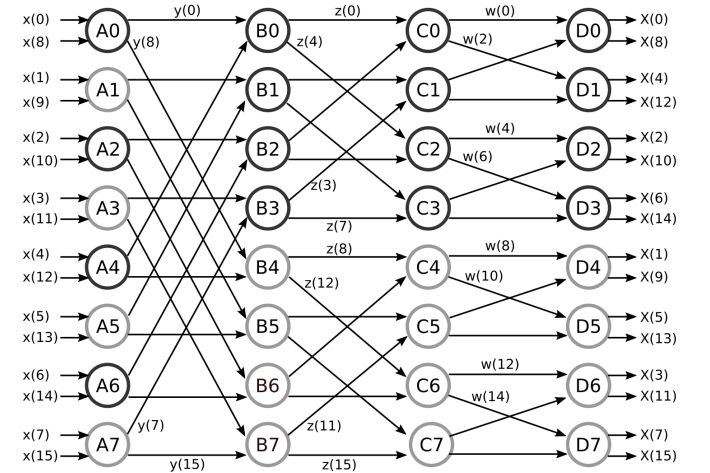 x(0) y(0) z(0) w(0) X(0)
A0 B0 C0 D0
x(8) y(8) z(4) w(2) X(8)
x(1) X(4)
A1 B1 C1 D1
x(9) X(12)
x(2) w(4) X(2)
A2 B2 C2 D2
x(10) w(6) X(10)
x(3) z(3) X(6)
A3 B3 C3 D3
x(11) z(7) X(14)
x(4) z(8) w(8) X(1)
A4 B4 C4 D4
x(12) z(12) w(10) X(9)
x(5) X(5)
A5 B5 C5 D5
x(13) X(13)
x(6) w(12) X(3)
A6 B6 C6 D6
x(14) w(14) X(11)
x(7) y(7) z(11) X(7)
A7 B7 C7 D7
x(15) y(15) z(15) X(15)